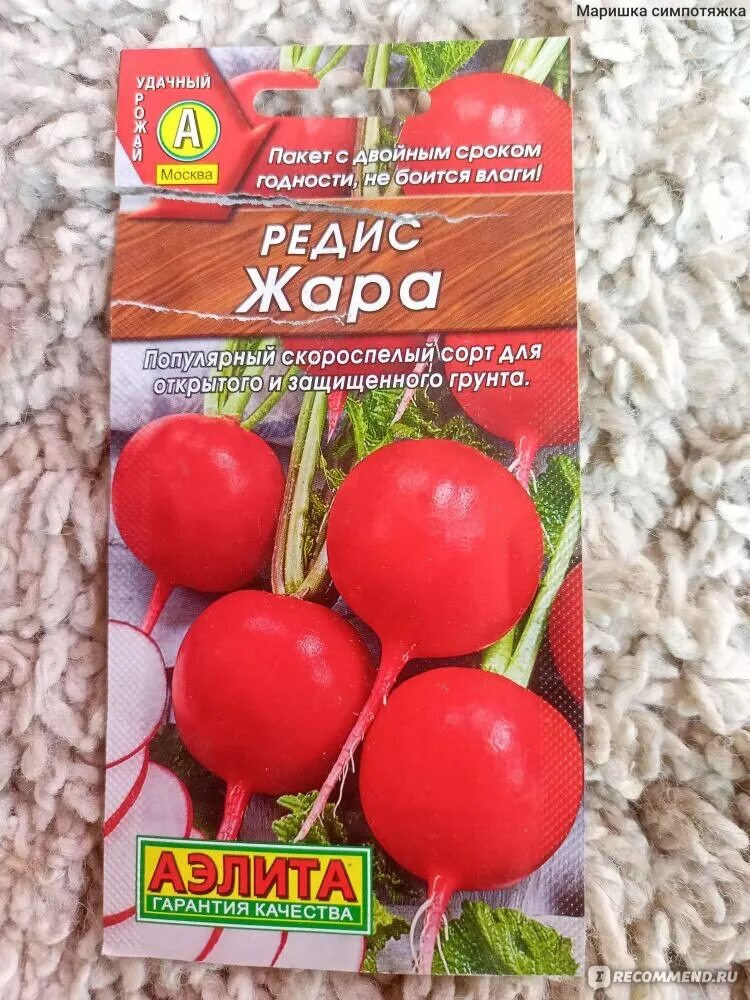 Маришка симпотяжка
УДАЧНЫЙ
УРОЖАЙ
А
Москва
Пакет с двойным сроком
годности, не боится влаги!
РЕДИС
Жара
Популярный скороспелый сорт для
открытого и защищенного грунта.
АЭЛИТА
ГАРАНТИЯ КАЧЕСТВА
IRECOMMEND.RU